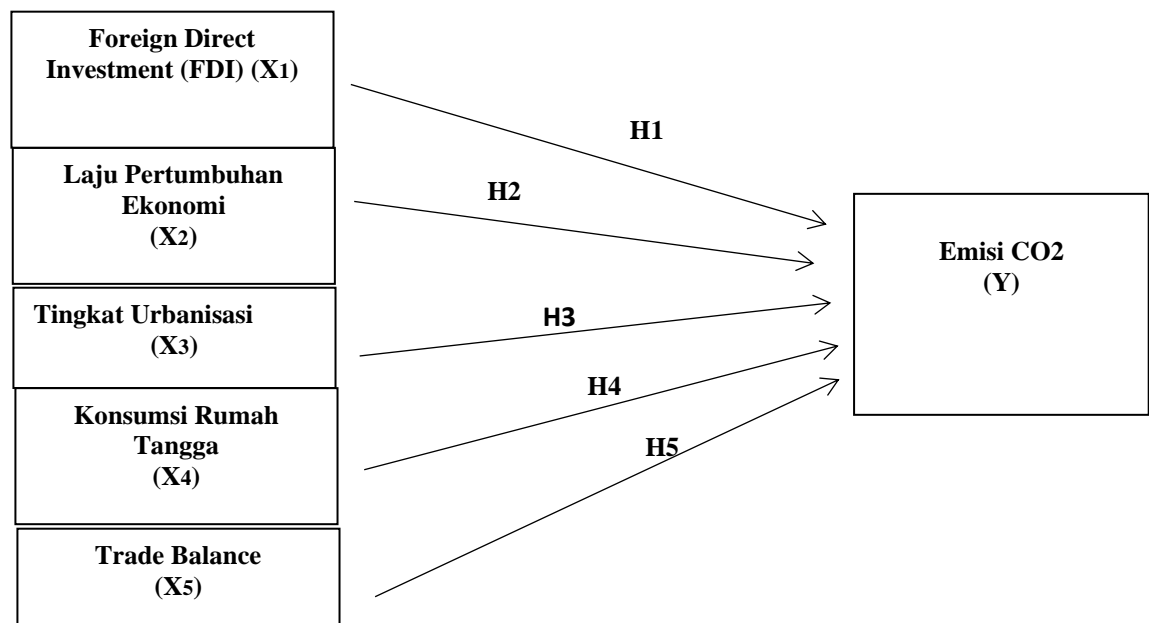 Foreign Direct
Investment (FDI) (X1)
H1
Laju Pertumbuhan
Ekonomi
(X2)
H2
Emisi CO2
(Y)
Tingkat Urbanisasi
(X3)
H3
Konsumsi Rumah
Tangga
(X4)
H4
H5
Trade Balance
(X5)